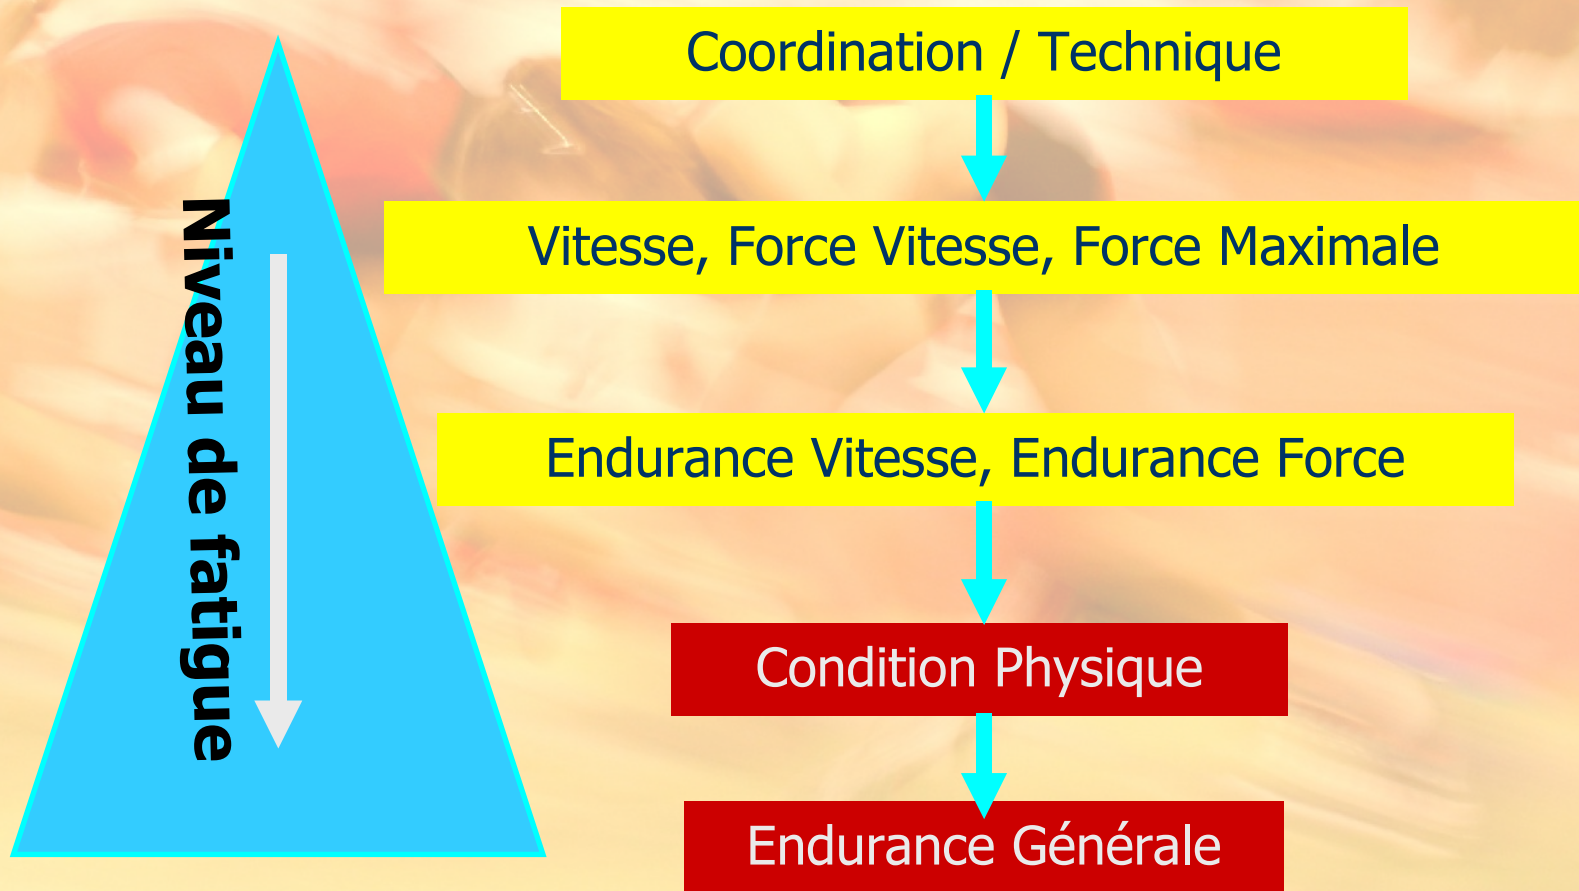 Coordination / Technique
Vitesse, Force Vitesse, Force Maximale
Endurance Vitesse, Endurance Force
Condition Physique
Endurance Générale
Niveau de fatigue